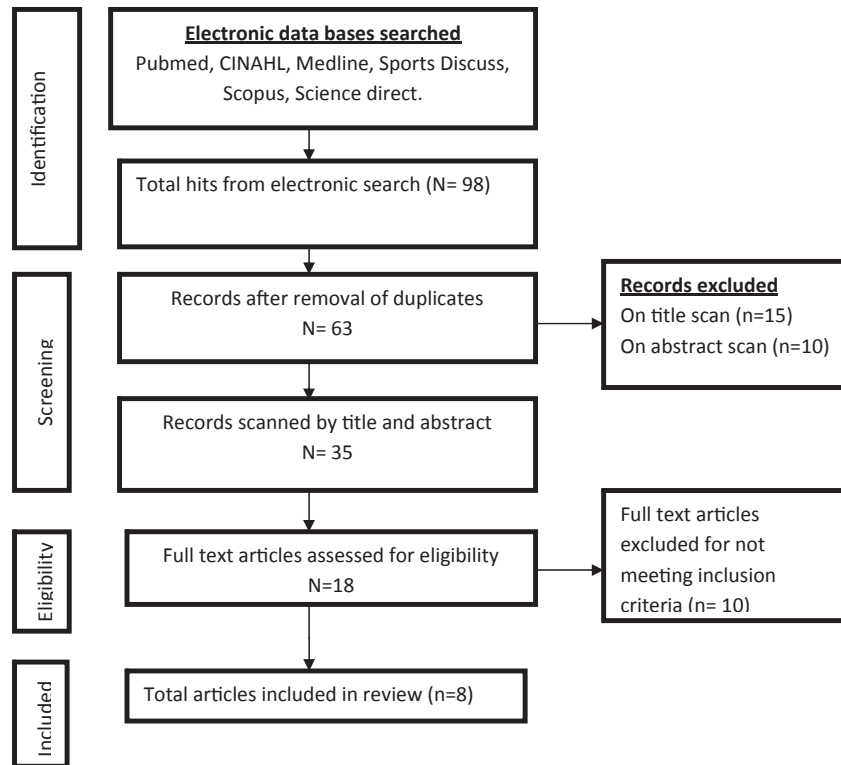 Identification
Electronic data bases searched
Pubmed, CINAHL, Medline, Sports Discuss,
Scopus, Science direct.
Total hits from electronic search (N= 98)
Screening
Records after removal of duplicates
N= 63
Records excluded
On title scan (n=15)
On abstract scan (n=10)
Records scanned by title and abstract
N= 35
Eligibility
Full text articles assessed for eligibility
N=18
Full text articles
excluded for not
meeting inclusion
criteria (n= 10)
Included
Total articles included in review (n=8)